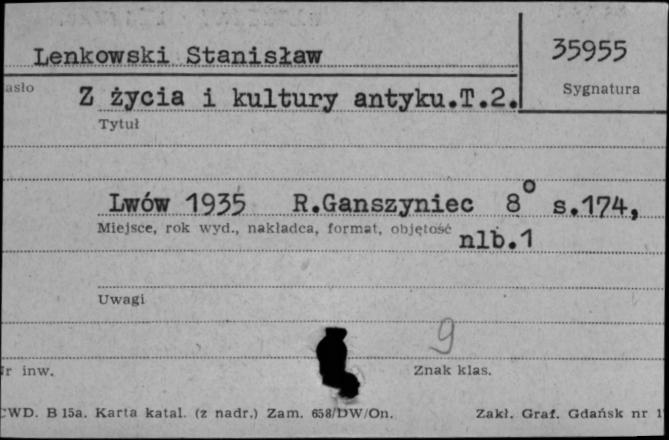 Lenkowski Stanisław 35955
asło Z życia i kultury antyku.T.2. Sygnatura
Tytuł
Lwów 1935 R.Ganszyniec 8° s.174,
Miejsce, rok wyd., nakładca, format, objętość nlb.1
Uwagi
9
r inw. Znak klas.
CWD. B 15a. Karta katal. (z nadr.) Zam. 658/DW/On. Zakł. Graf. Gdańsk nr 1